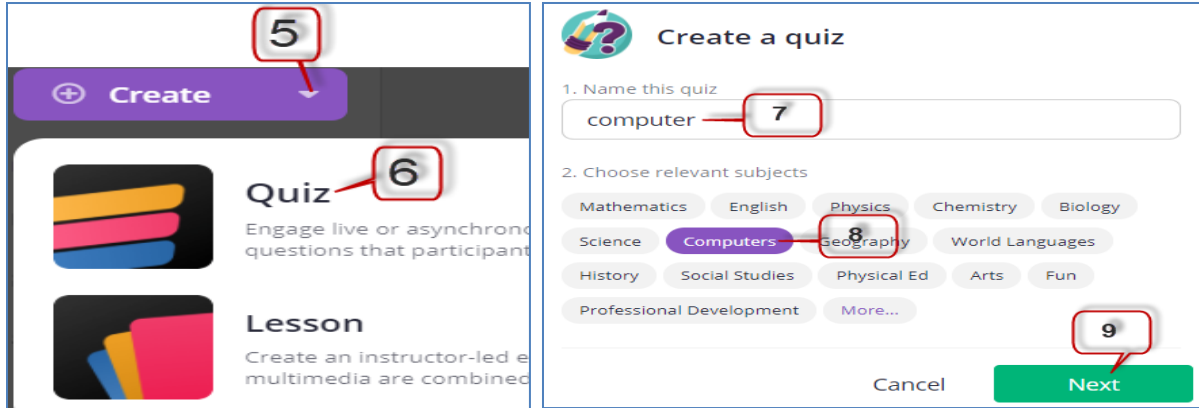 5
Create
6
Quiz
Engage live or asynchrono
questions that participant
Lesson
Create an instructor-led e
multimedia are combined
Create a quiz
1. Name this quiz
computer 7
2. Choose relevant subjects
Mathematics English Physics Chemistry Biology
Science Computers 8 Geography World Languages
History Social Studies Physical Ed Arts Fun
Professional Development More...
9
Cancel Next